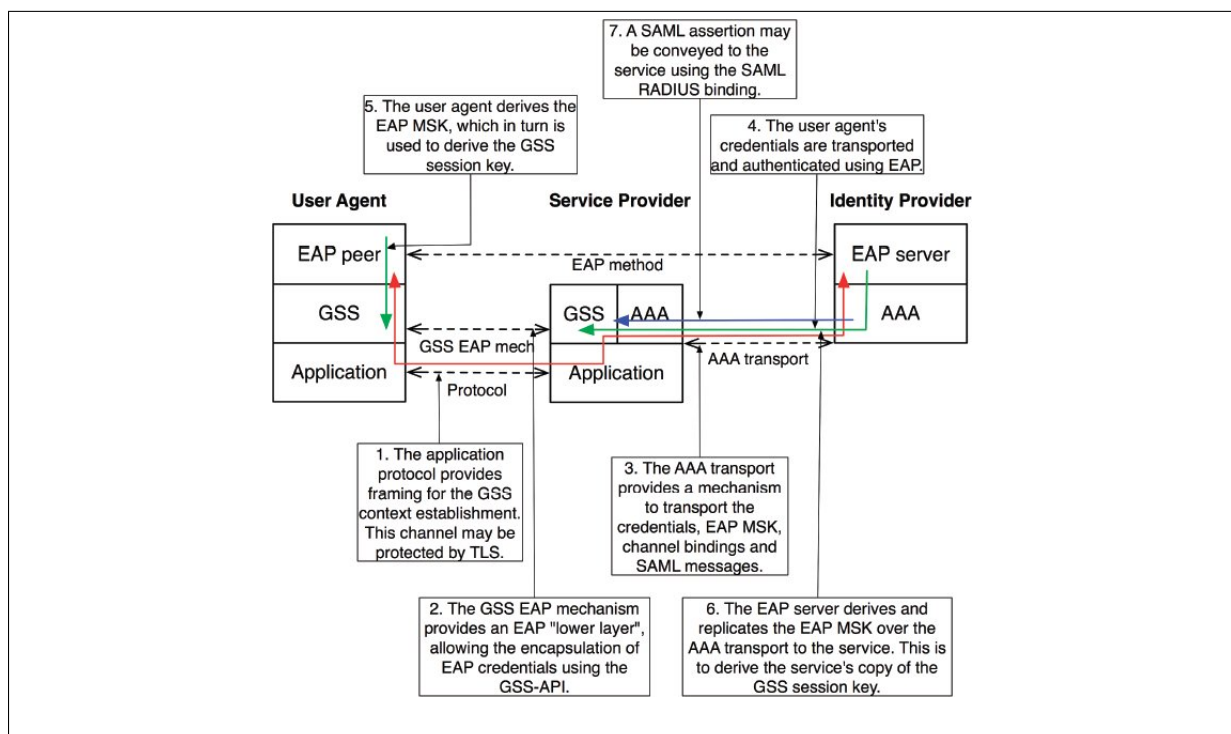 7. A SAML assertion may
be conveyed to the
service using the SAML
RADIUS binding.
5. The user agent derives the
EAP MSK, which in turn is
used to derive the GSS
session key.
4. The user agent's
credentials are transported
and authenticated using EAP.
User Agent
Service Provider
Identity Provider
EAP peer
EAP method
EAP server
GSS
GSS
AAA
AAA
GSS EAP mech
AAA transport
Application
Application
Protocol
1. The application
protocol provides
framing for the GSS
context establishment.
This channel may be
protected by TLS.
3. The AAA transport
provides a mechanism
to transport the
credentials, EAP MSK,
channel bindings and
SAML messages.
2. The GSS EAP mechanism
provides an EAP "lower layer",
allowing the encapsulation of
EAP credentials using the
GSS-API.
6. The EAP server derives and
replicates the EAP MSK over the
AAA transport to the service. This is
to derive the service's copy of the
GSS session key.